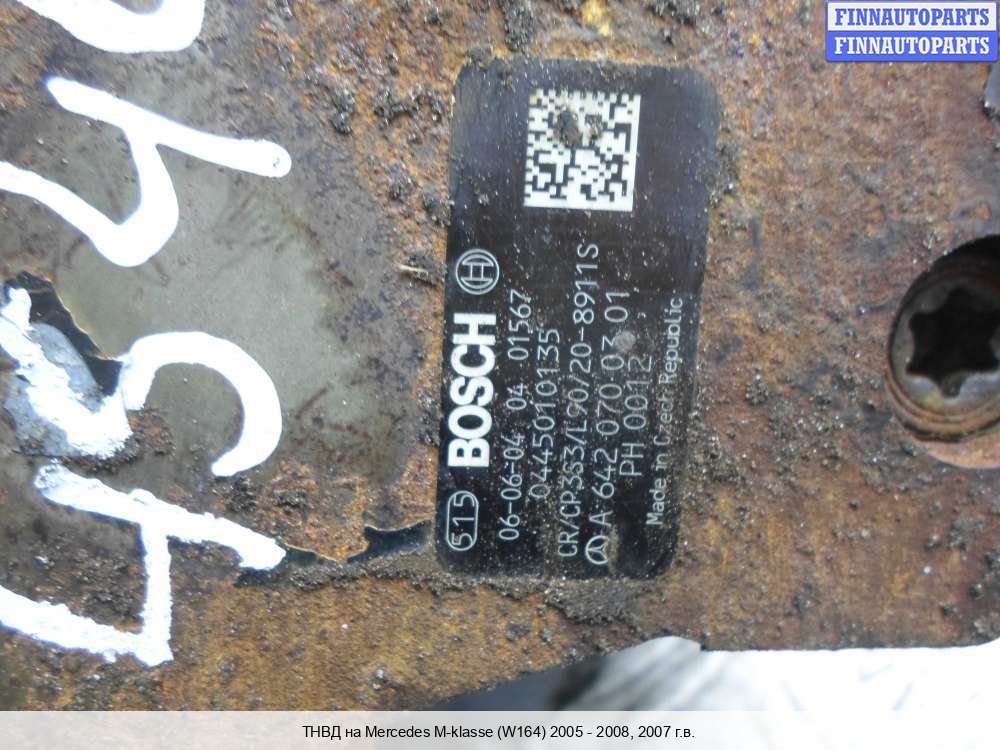 FINNAUTOPARTS
FINNAUTOPARTS
515 BOSCH
06-06-04 04 01567
0445010135
CR/CP3S3/L90/20-8911S
A 642 070 03 01
PH 0012
Made in Czech Republic
ТНВД на Mercedes M-klasse (W164) 2005 - 2008, 2007 г.в.